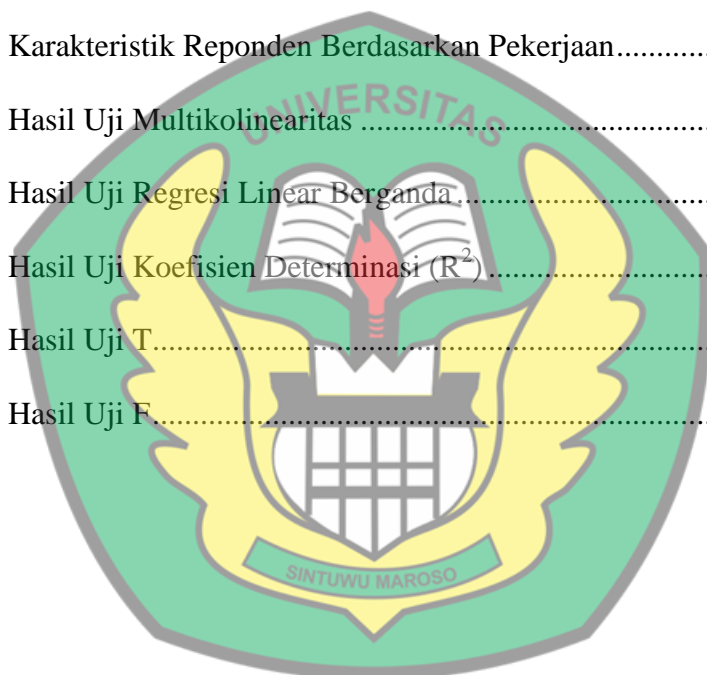 Karakteristik Reponden Berdasarkan Pekerjaan............
UNIVERSITAS
Hasil Uji Multikolinearitas............
Hasil Uji Regresi Linear Berganda............
Hasil Uji Koefisien Determinasi (R²)............
Hasil Uji T............
Hasil Uji F............
SINTUWU MAROSO